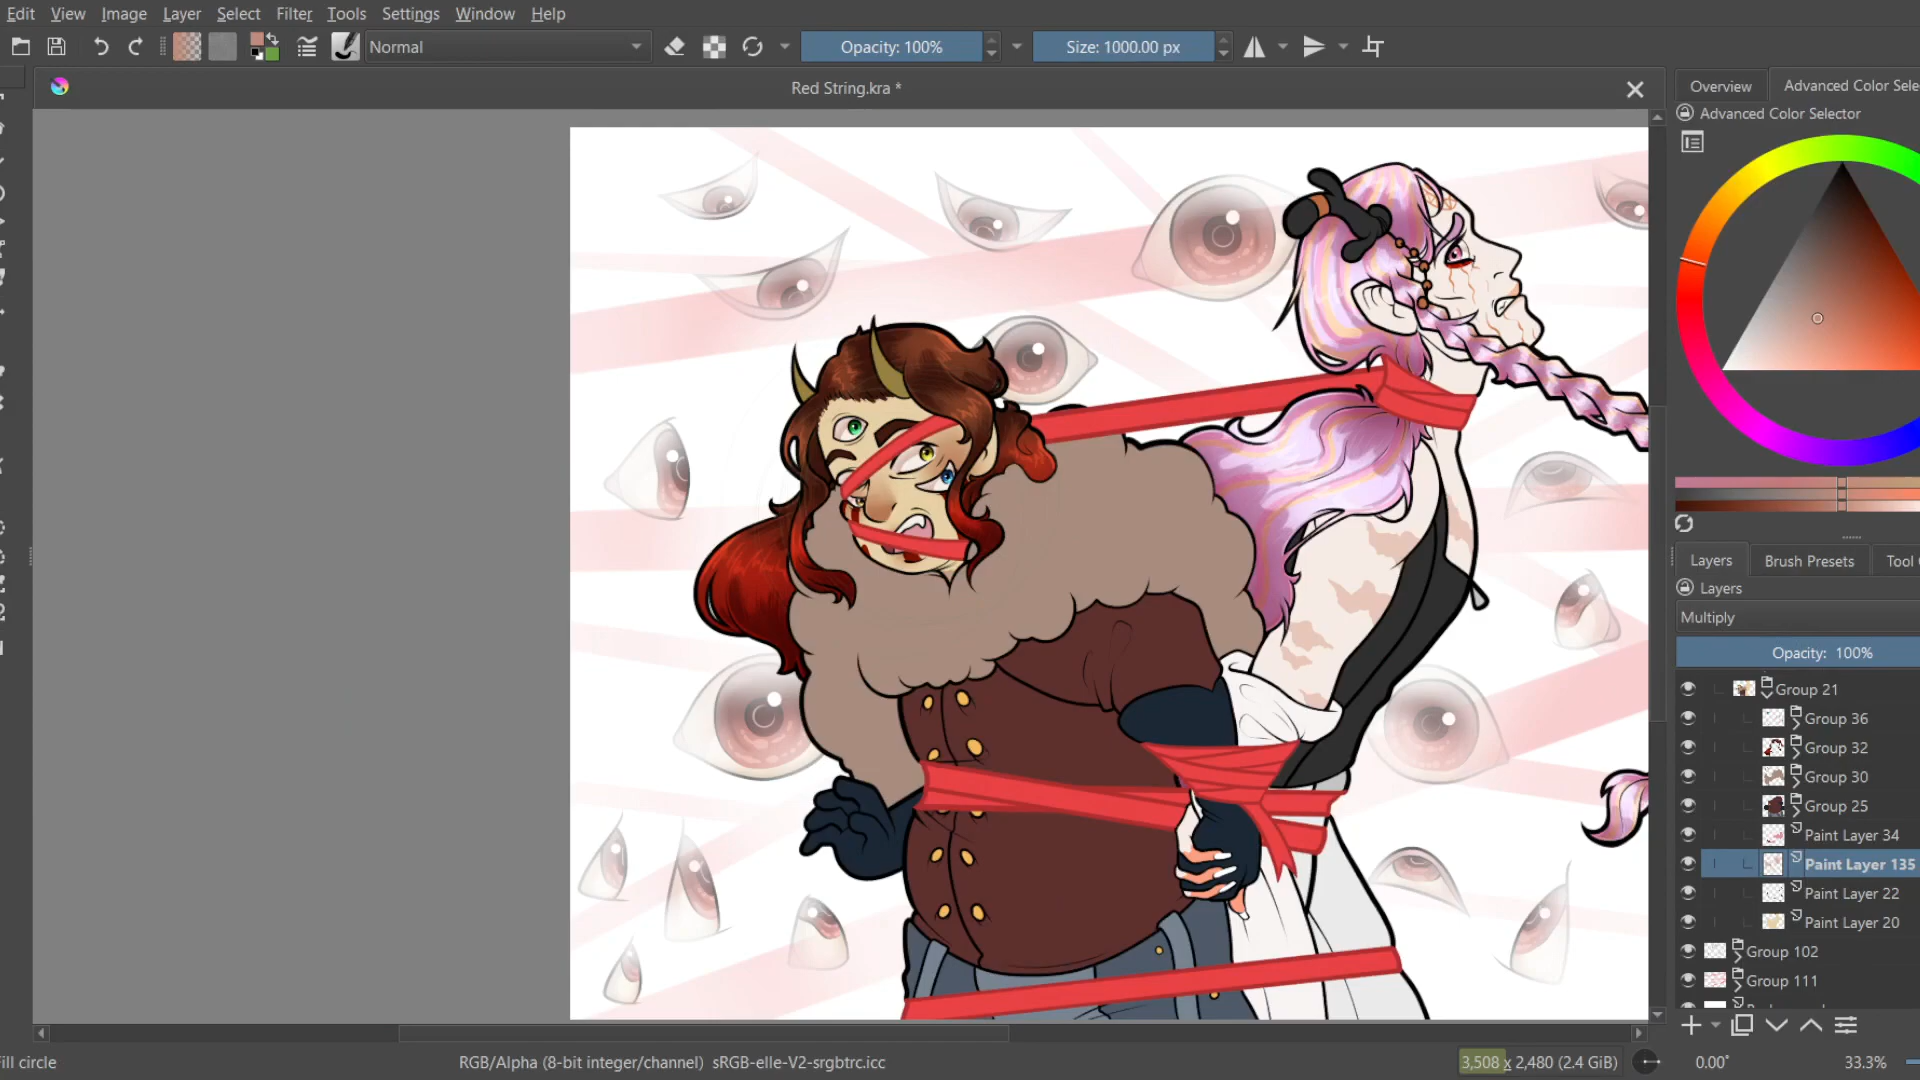 Edit View Image Layer Select Filter Tools Settings Window Help
Normal
Opacity: 100%
Size: 1000.00 px
Red String.kra *
Overview
Advanced Color Sele
Advanced Color Selector
Layers
Brush Presets
Tool
Layers
Multiply
Opacity: 100%
Group 21
Group 36
Group 32
Group 30
Group 25
Paint Layer 34
Paint Layer 135
Paint Layer 22
Paint Layer 20
Group 102
Group 111
ill circle
RGB/Alpha (8-bit integer/channel) sRGB-elle-V2-srgbtrc.icc
3,508 x 2,480 (2.4 GiB)
0.00°
33.3%